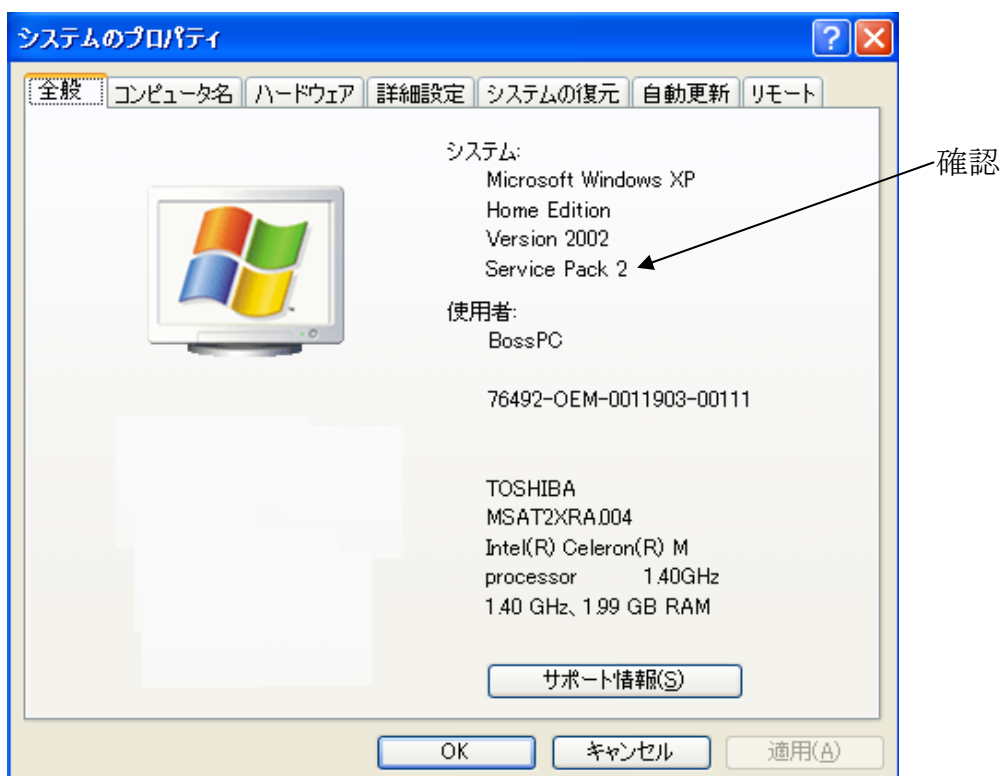 システムのプロパティ
全般 コンピュータ名 ハードウェア 詳細設定 システムの復元 自動更新 リモート
システム:
確認
Microsoft Windows XP
Home Edition
Version 2002
Service Pack 2
使用者:
BossPC
76492-OEM-0011903-00111
TOSHIBA
MSAT2XRA.004
Intel(R) Celeron(R) M
processor 1.40GHz
1.40 GHz、1.99 GB RAM
サポート情報(S)
OK キャンセル 適用(A)